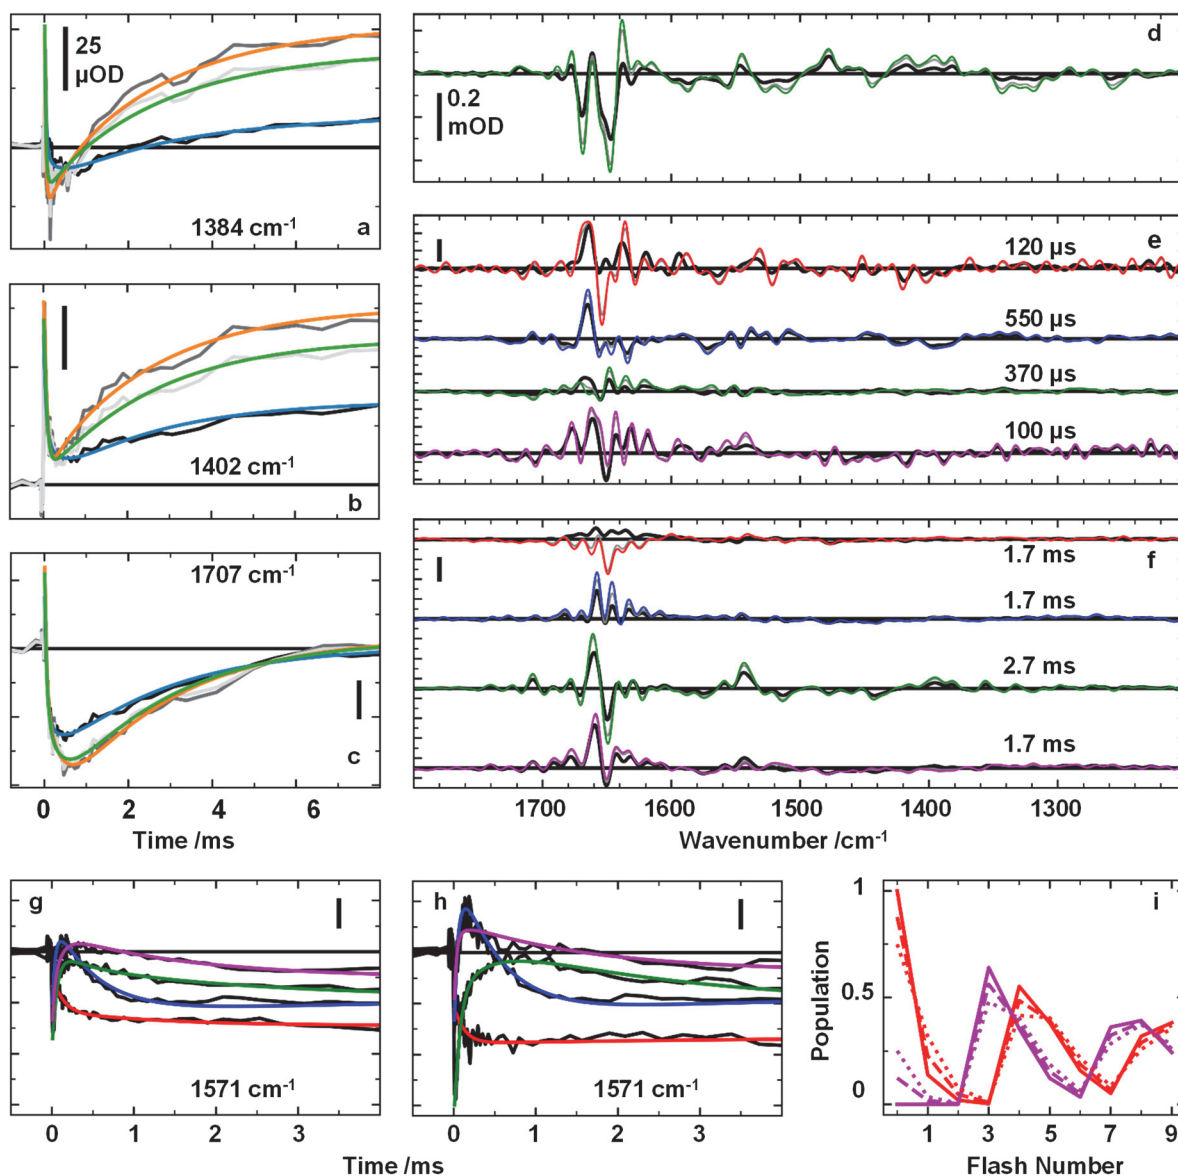 25
µOD
1384 cm-1
a
1402 cm-1
b
1707 cm-1
c
0
2
4
6
Time /ms
d
0.2
mOD
120 µs
e
550 µs
370 µs
100 µs
1.7 ms
f
1.7 ms
2.7 ms
1.7 ms
1700
1600
1500
1400
1300
Wavenumber /cm-1
g
1571 cm-1
0
1
2
3
h
1571 cm-1
0
1
2
3
Time /ms
i
1
0.5
0
Population
1
3
5
7
9
Flash Number